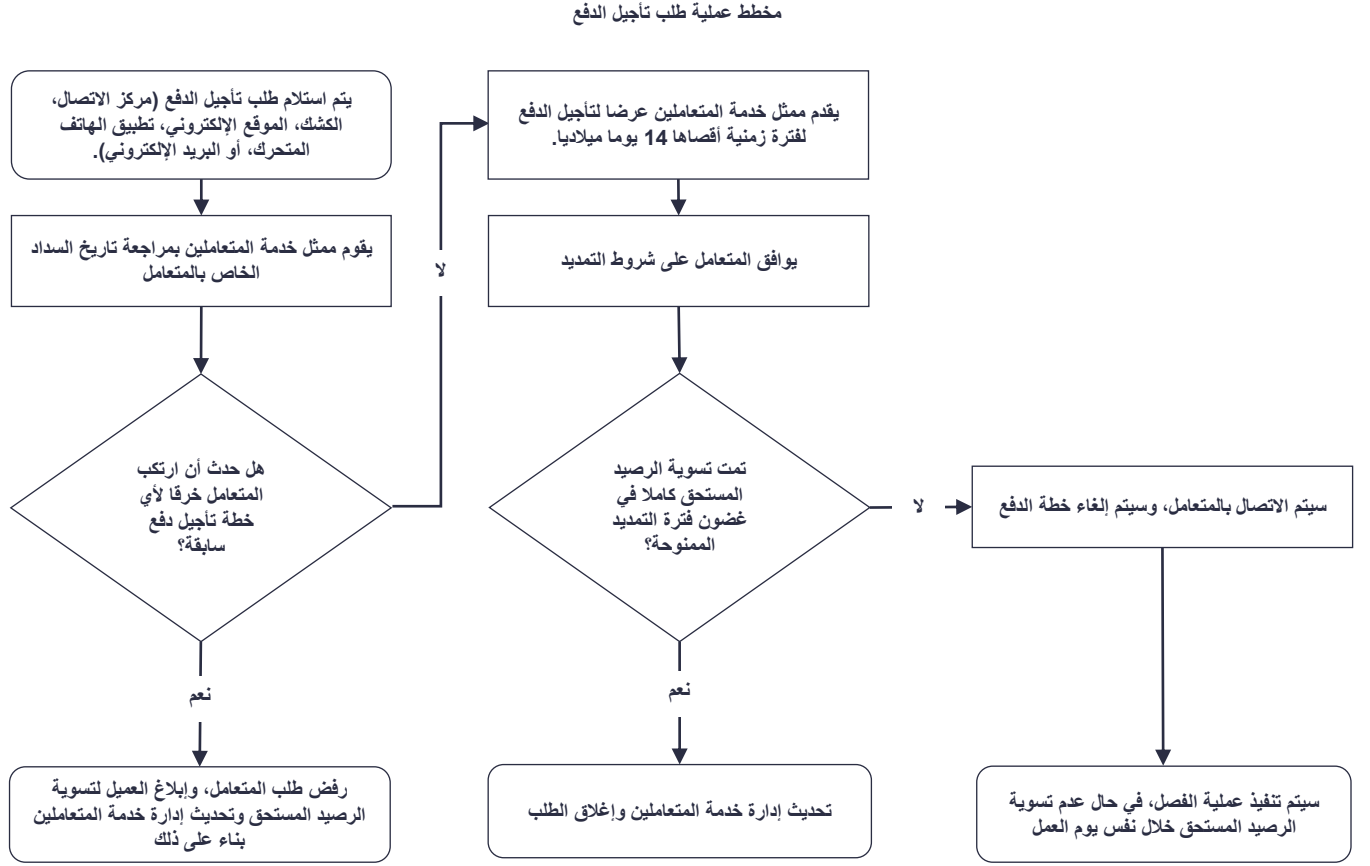 مخطط عملية طلب تأجيل الدفع
يتم استلام طلب تأجيل الدفع (مركز الاتصال،
الكشك، الموقع الإلكتروني، تطبيق الهاتف
المتحرك، أو البريد الإلكتروني).
يقوم ممثل خدمة المتعاملين بمراجعة تاريخ السداد
الخاص بالمتعامل
هل حدث أن ارتكب
المتعامل خرقا لأي
خطة تأجيل دفع
سابقة؟
نعم
رفض طلب المتعامل، وإبلاغ العميل لتسوية
الرصيد المستحق وتحديث إدارة خدمة المتعاملين
بناء على ذلك
لا
يقدم ممثل خدمة المتعاملين عرضا لتأجيل الدفع
لفترة زمنية أقصاها 14 يوما ميلاديا.
يوافق المتعامل على شروط التمديد
تمت تسوية الرصيد
المستحق كاملا في
غضون فترة التمديد
الممنوحة؟
نعم
تحديث إدارة خدمة المتعاملين وإغلاق الطلب
لا
سيتم الاتصال بالمتعامل، وسيتم إلغاء خطة الدفع
سيتم تنفيذ عملية الفصل، في حال عدم تسوية
الرصيد المستحق خلال نفس يوم العمل